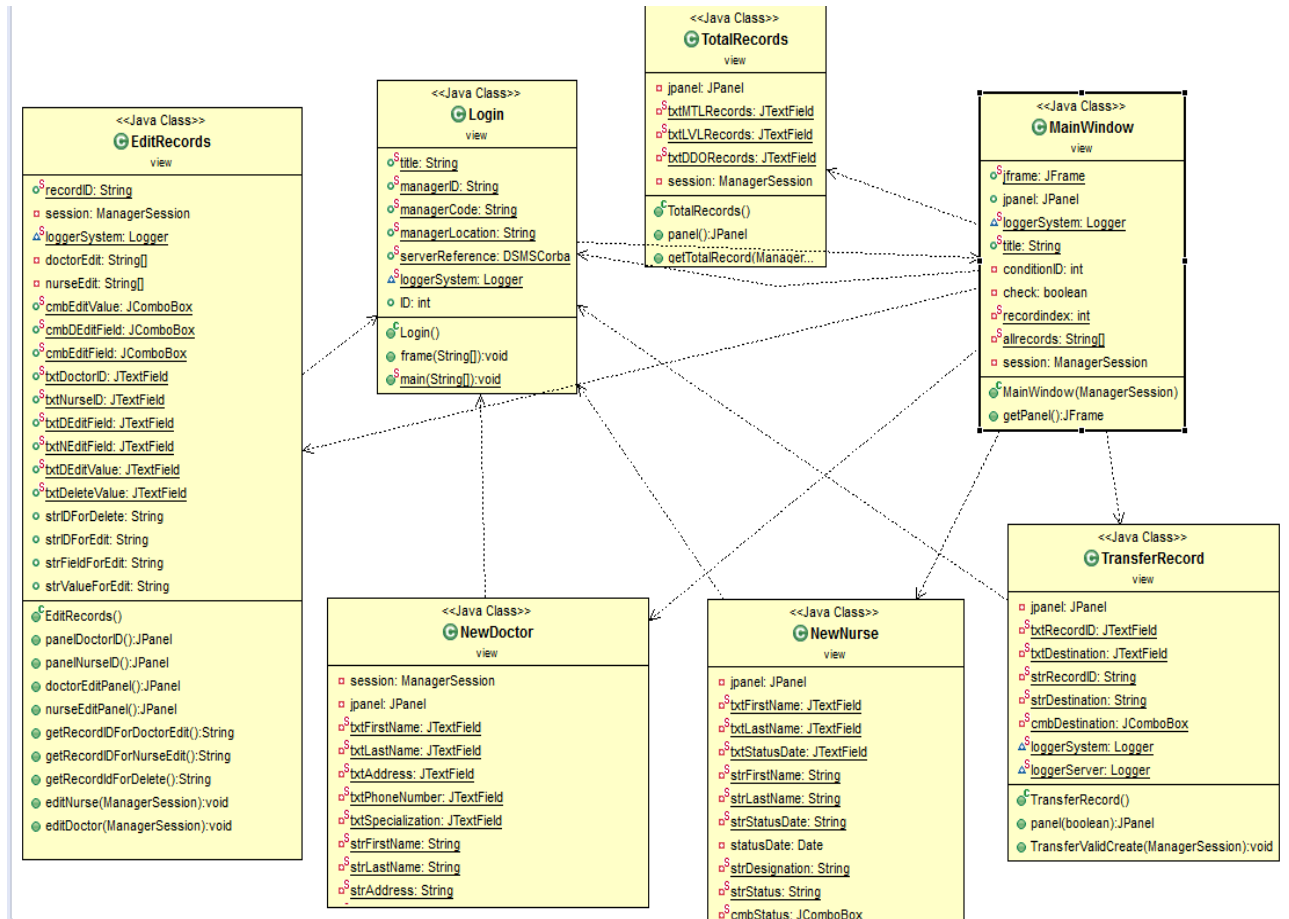 <<Java Class>>
TotalRecords
view
jpanel: JPanel
txtMTLRecords: JTextField
txtLVLRecords: JTextField
txtDDORecords: JTextField
session: ManagerSession
TotalRecords()
panel():JPanel
getTotalRecord(Manager...
<<Java Class>>
Login
view
title: String
managerID: String
managerCode: String
managerLocation: String
serverReference: DSMSCorba
loggerSystem: Logger
ID: int
Login()
frame(String[]):void
main(String[]):void
<<Java Class>>
MainWindow
view
jframe: JFrame
jpanel: JPanel
loggerSystem: Logger
title: String
conditionID: int
check: boolean
recordindex: int
allrecords: String[]
session: ManagerSession
MainWindow(ManagerSession)
getPanel():JFrame
<<Java Class>>
EditRecords
view
recordID: String
session: ManagerSession
loggerSystem: Logger
doctorEdit: String[]
nurseEdit: String[]
cmbEditValue: JComboBox
cmbDEditField: JComboBox
cmbEditField: JComboBox
txtDoctorID: JTextField
txtNurseID: JTextField
txtDEditField: JTextField
txtNEditField: JTextField
txtDEditValue: JTextField
txtDeleteValue: JTextField
strIDForDelete: String
strIDForEdit: String
strFieldForEdit: String
strValueForEdit: String
EditRecords()
panelDoctorID():JPanel
panelNurseID():JPanel
doctorEditPanel():JPanel
nurseEditPanel():JPanel
getRecordIDForDoctorEdit():String
getRecordIDForNurseEdit():String
getRecordIdForDelete():String
editNurse(ManagerSession):void
editDoctor(ManagerSession):void
<<Java Class>>
NewDoctor
view
session: ManagerSession
jpanel: JPanel
txtFirstName: JTextField
txtLastName: JTextField
txtAddress: JTextField
txtPhoneNumber: JTextField
txtSpecialization: JTextField
strFirstName: String
strLastName: String
strAddress: String
<<Java Class>>
NewNurse
view
jpanel: JPanel
txtFirstName: JTextField
txtLastName: JTextField
txtStatusDate: JTextField
strFirstName: String
strLastName: String
strStatusDate: String
statusDate: Date
strDesignation: String
strStatus: String
cmbStatus: JComboBox
<<Java Class>>
TransferRecord
view
jpanel: JPanel
txtRecordID: JTextField
txtDestination: JTextField
strRecordID: String
strDestination: String
cmbDestination: JComboBox
loggerSystem: Logger
loggerServer: Logger
TransferRecord()
panel(boolean):JPanel
TransferValidCreate(ManagerSession):void